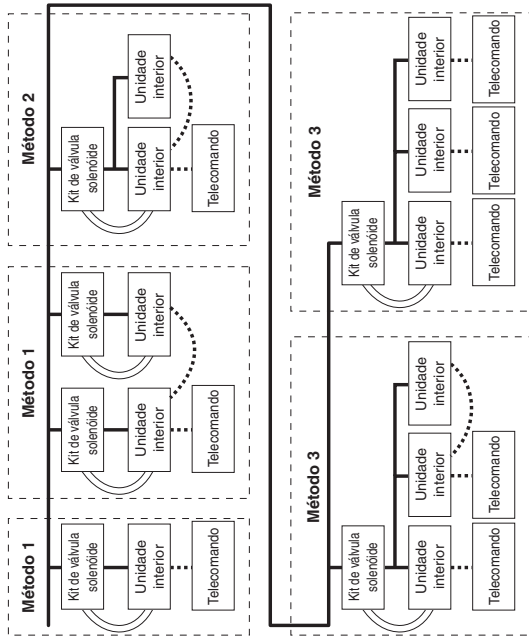 Método 1
Kit de válvula
solenóide
Unidade
interior
Telecomando
Método 1
Kit de válvula
solenóide
Kit de válvula
solenóide
Unidade
interior
Unidade
interior
Telecomando
Método 2
Kit de válvula
solenóide
Unidade
interior
Unidade
interior
Telecomando
Método 3
Kit de válvula
solenóide
Unidade
interior
Unidade
interior
Unidade
interior
Telecomando
Telecomando
Método 3
Kit de válvula
solenóide
Unidade
interior
Unidade
interior
Unidade
interior
Telecomando
Telecomando
Telecomando